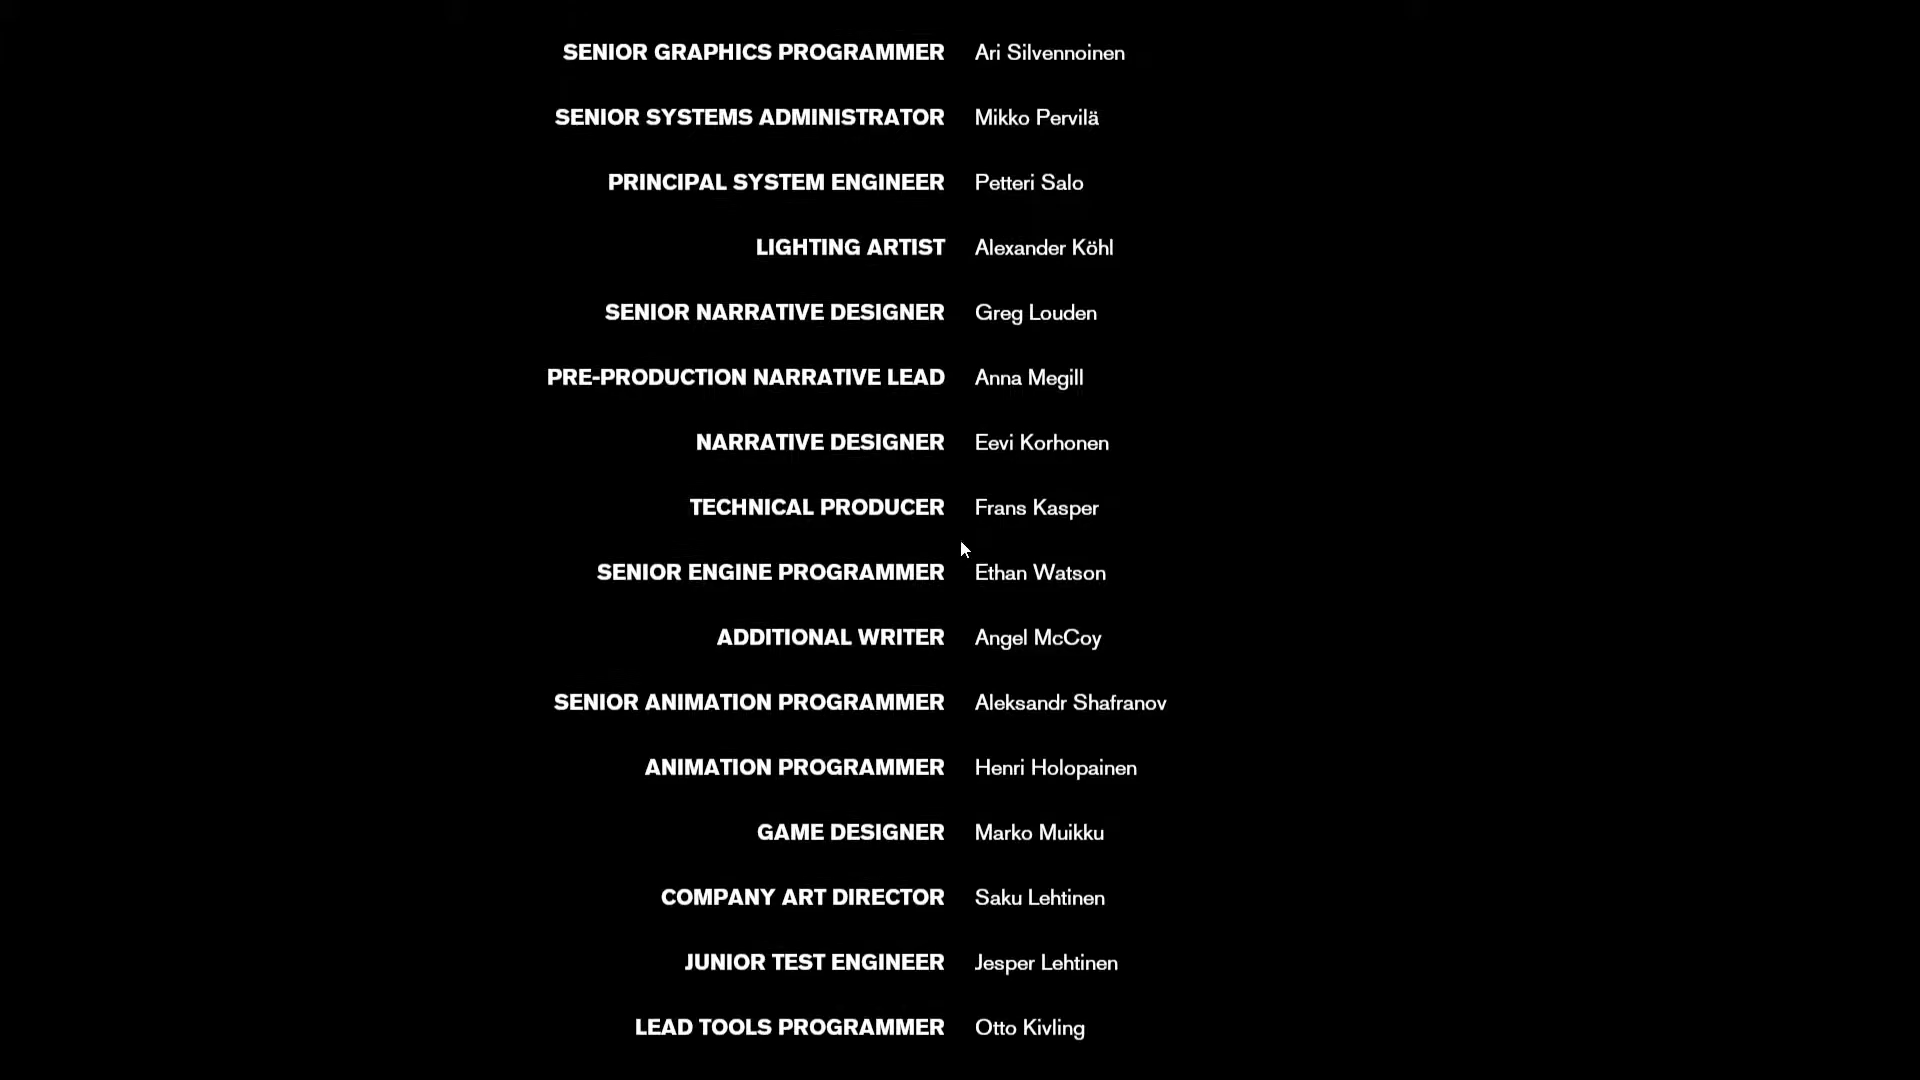 SENIOR GRAPHICS PROGRAMMER Ari Silvennoinen
SENIOR SYSTEMS ADMINISTRATOR Mikko Pervilä
PRINCIPAL SYSTEM ENGINEER Petteri Salo
LIGHTING ARTIST Alexander Köhl
SENIOR NARRATIVE DESIGNER Greg Louden
PRE-PRODUCTION NARRATIVE LEAD Anna Megill
NARRATIVE DESIGNER Eevi Korhonen
TECHNICAL PRODUCER Frans Kasper
SENIOR ENGINE PROGRAMMER Ethan Watson
ADDITIONAL WRITER Angel McCoy
SENIOR ANIMATION PROGRAMMER Aleksandr Shafranov
ANIMATION PROGRAMMER Henri Holopainen
GAME DESIGNER Marko Muikku
COMPANY ART DIRECTOR Saku Lehtinen
JUNIOR TEST ENGINEER Jesper Lehtinen
LEAD TOOLS PROGRAMMER Otto Kivling